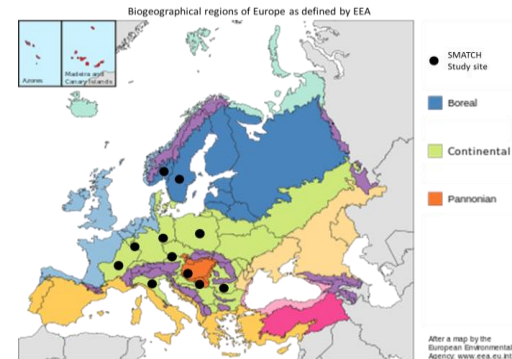 Biogeographical regions of Europe as defined by EEA
Azores
Madeira and
Canary Islands
SMATCH
Study site
Boreal
Continental
Pannonian
After a map by the
European Environmental
Agency: www.eea.eu.int